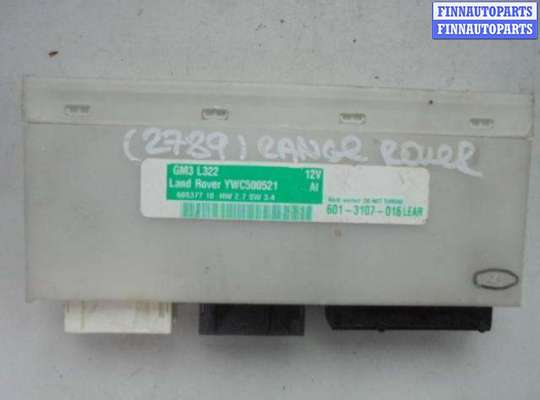 FINNAUTOPARTS
FINNAUTOPARTS
(2789) RANGE ROVER
GM3 L322 12V
Land Rover YWC500521 AI
HW 2.7 SW 3.4
601-3107-016 LEAR